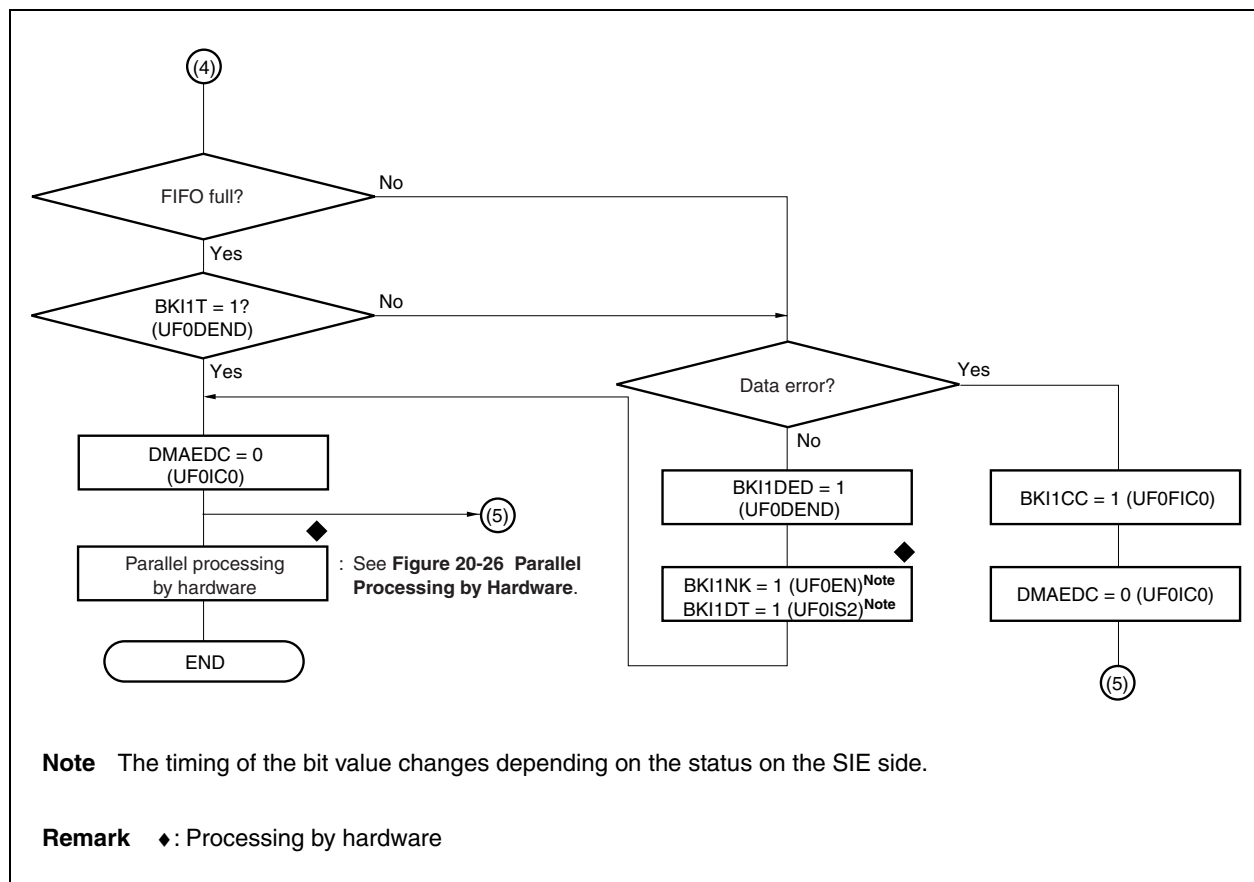 (4)
FIFO full?
No
Yes
BKI1T = 1?
(UF0DEND)
No
Yes
Data error?
Yes
No
DMAEDC = 0
(UF0IC0)
(5)
BKI1DED = 1
(UF0DEND)
BKI1CC = 1 (UF0FIC0)
◆
Parallel processing
by hardware
: See Figure 20-26 Parallel
Processing by Hardware.
◆
BKI1NK = 1 (UF0EN)Note
BKI1DT = 1 (UF0IS2)Note
DMAEDC = 0 (UF0IC0)
END
(5)
Note The timing of the bit value changes depending on the status on the SIE side.
Remark ◆: Processing by hardware